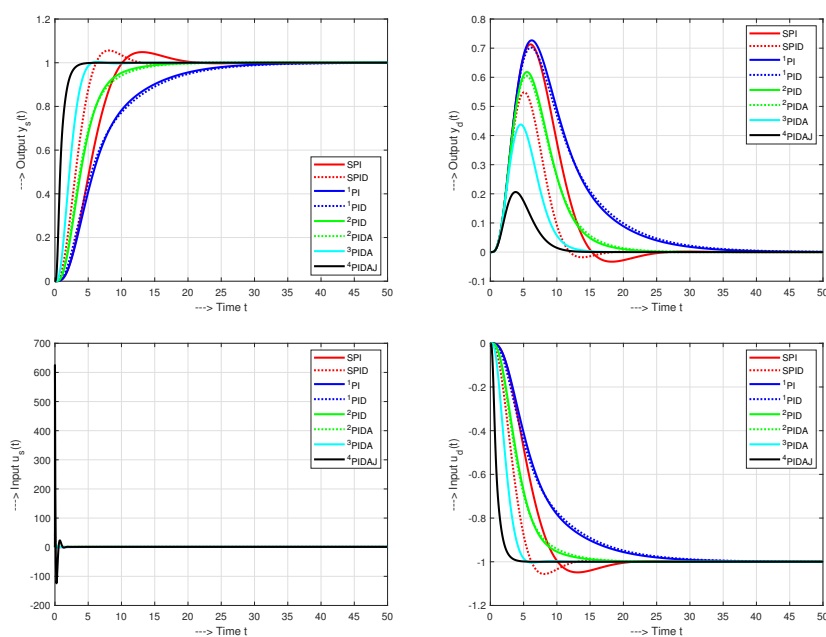 1.2
1
0.8
0.6
0.4
0.2
0
0 5 10 15 20 25 30 35 40 45 50
---> Time t
---> Output y_s(t)
SPI
SPID
¹PI
¹PID
²PID
²PIDA
³PIDA
⁴PIDAJ
0.8
0.7
0.6
0.5
0.4
0.3
0.2
0.1
0
-0.1
0 5 10 15 20 25 30 35 40 45 50
---> Time t
---> Output y_d(t)
SPI
SPID
¹PI
¹PID
²PID
²PIDA
³PIDA
⁴PIDAJ
700
600
500
400
300
200
100
0
-100
-200
0 5 10 15 20 25 30 35 40 45 50
---> Time t
---> Input u_s(t)
SPI
SPID
¹PI
¹PID
²PID
²PIDA
³PIDA
⁴PIDAJ
0
-0.2
-0.4
-0.6
-0.8
-1
-1.2
0 5 10 15 20 25 30 35 40 45 50
---> Time t
---> Input u_d(t)
SPI
SPID
¹PI
¹PID
²PID
²PIDA
³PIDA
⁴PIDAJ